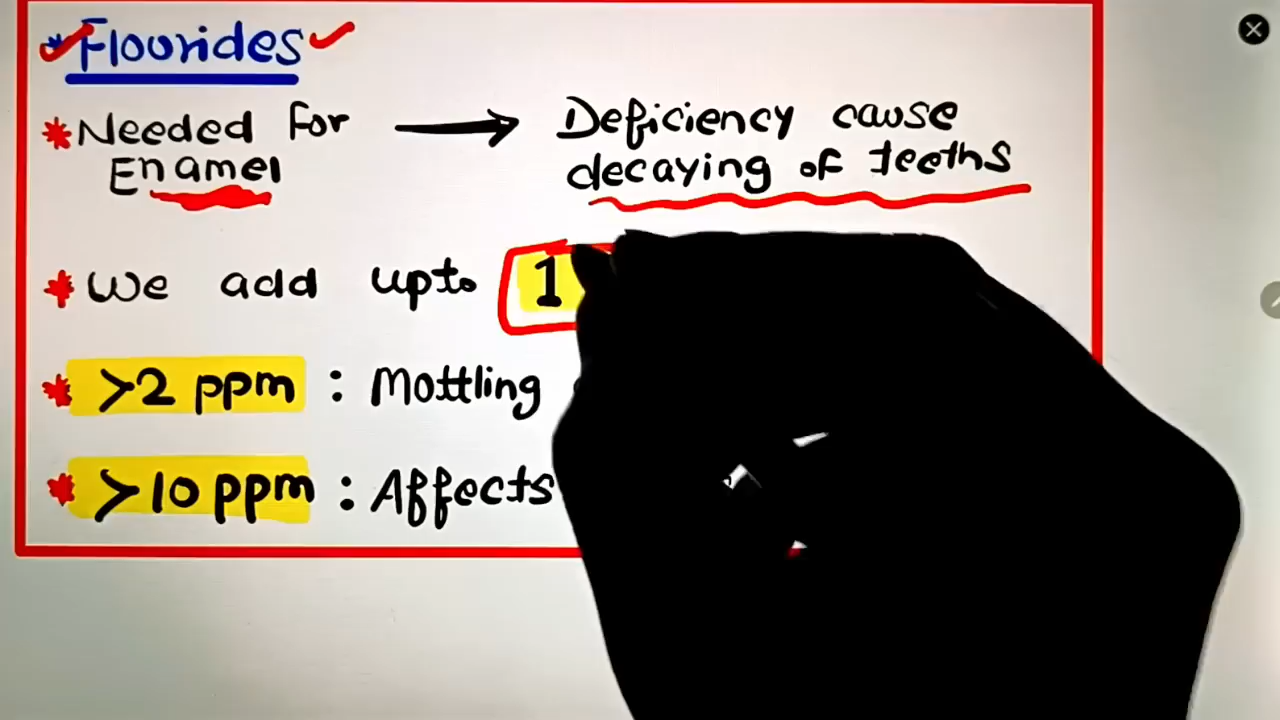 * Flourides
* Needed for → Deficiency cause
Enamel decaying of teeths
* We add upto 1
* >2 ppm : Mottling
* >10 ppm : Affects